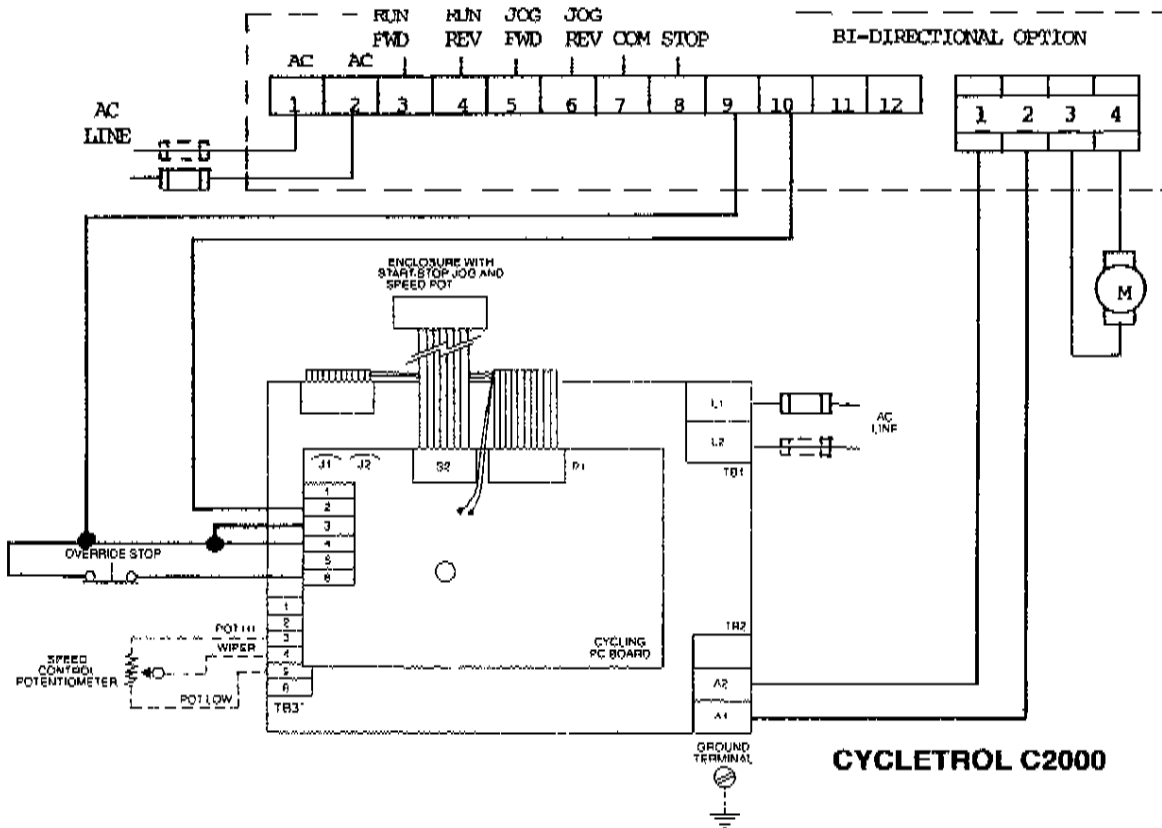 RUN RUN JOG JOG
FWD REV FWD REV COM STOP
BI-DIRECTIONAL OPTION
AC AC
1 2 3 4 5 6 7 8 9 10 11 12
1 2 3 4
AC
LINE
ENCLOSURE WITH
START-STOP JOG AND
SPEED POT
M
L1
L2
AC
LINE
TB1
J1 J2
S2
P1
1
2
3
4
5
6
OVERRIDE STOP
1
2
3
4
5
6
TB3
POT HI
WIPER
POT LOW
SPEED
CONTROL
POTENTIOMETER
CYCLING
PC BOARD
TB2
A2
A1
GROUND
TERMINAL
CYCLETROL C2000